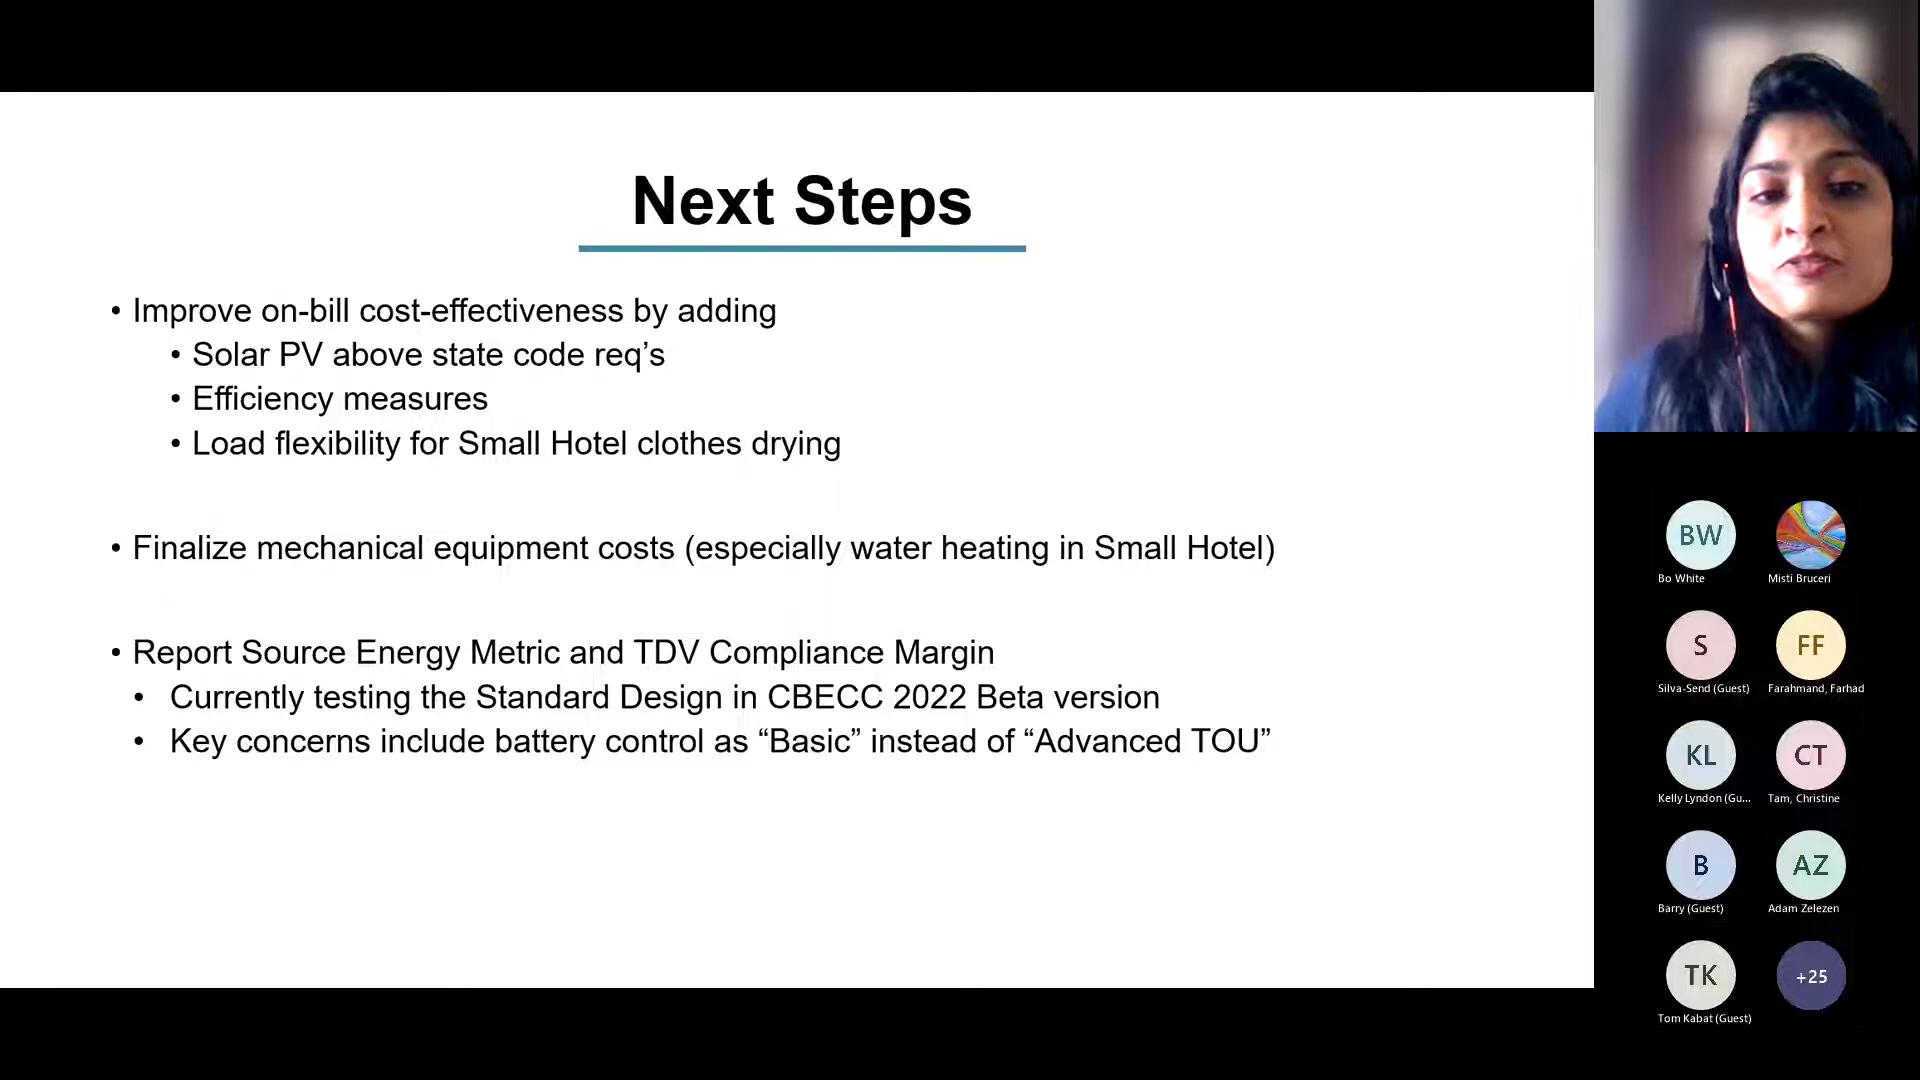 Next Steps
• Improve on-bill cost-effectiveness by adding
• Solar PV above state code req’s
• Efficiency measures
• Load flexibility for Small Hotel clothes drying
• Finalize mechanical equipment costs (especially water heating in Small Hotel)
• Report Source Energy Metric and TDV Compliance Margin
• Currently testing the Standard Design in CBECC 2022 Beta version
• Key concerns include battery control as “Basic” instead of “Advanced TOU”
BW
Bo White
Misti Bruceri
S
FF
Silva-Send (Guest)
Farahmand, Farhad
KL
CT
Kelly Lyndon (Gu...
Tam, Christine
B
AZ
Barry (Guest)
Adam Zelezen
TK
+25
Tom Kabat (Guest)